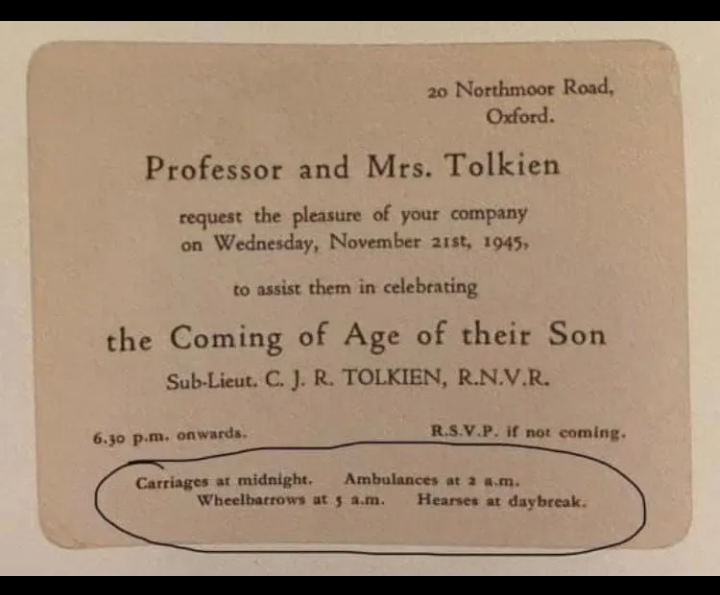 20 Northmoor Road,
Oxford.
Professor and Mrs. Tolkien
request the pleasure of your company
on Wednesday, November 21st, 1945,
to assist them in celebrating
the Coming of Age of their Son
Sub-Lieut. C. J. R. TOLKIEN, R.N.V.R.
6.30 p.m. onwards. R.S.V.P. if not coming.
Carriages at midnight. Ambulances at 2 a.m.
Wheelbarrows at 5 a.m. Hearses at daybreak.